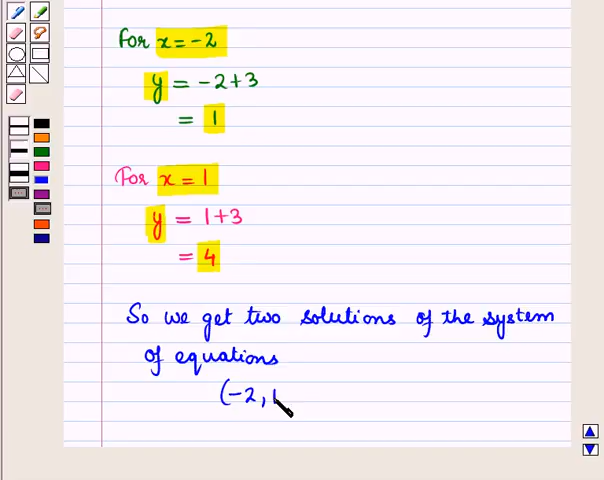 For x = -2
y = -2+3
= 1
For x = 1
y = 1+3
= 4
So we get two solutions of the system
of equations
(-2, 1